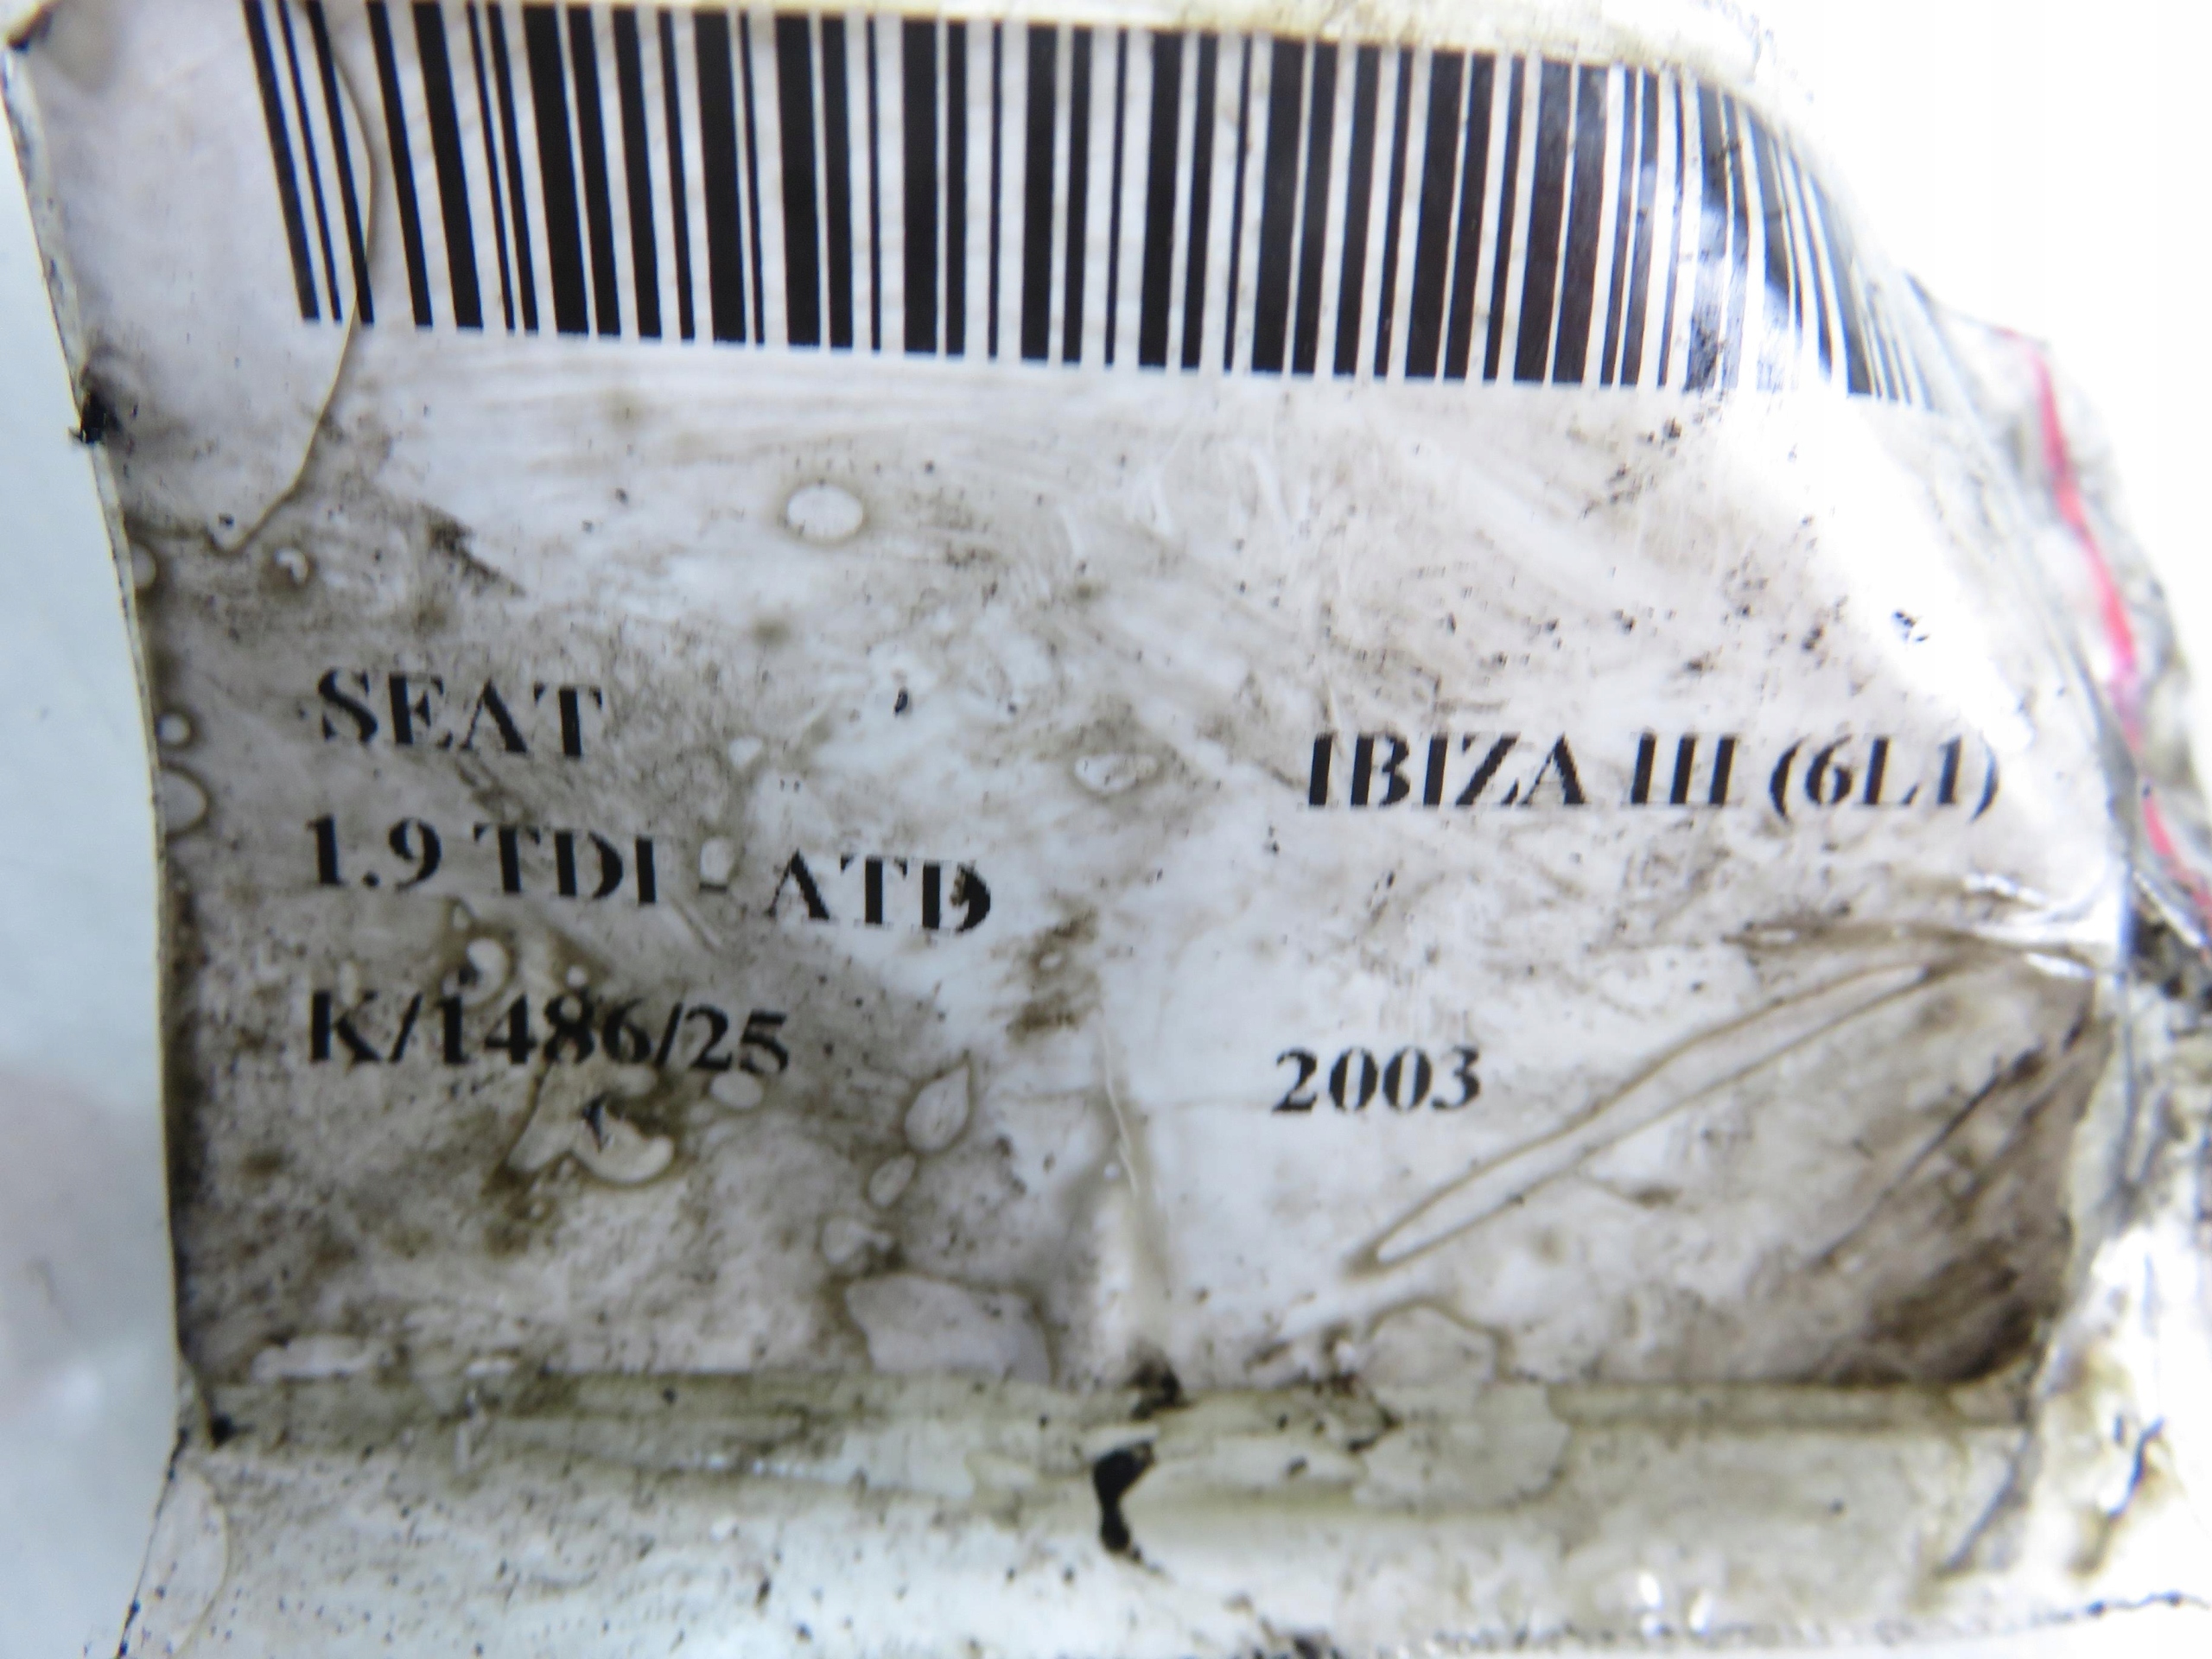 SEAT IBIZA III (6L1)
1.9 TDI - ATD
K/1486/25 2003